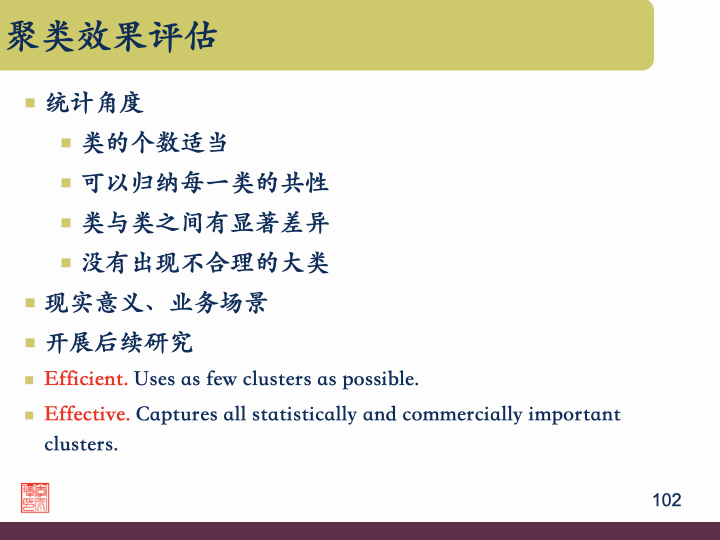 聚类效果评估
统计角度
类的个数适当
可以归纳每一类的共性
类与类之间有显著差异
没有出现不合理的大类
现实意义、业务场景
开展后续研究
Efficient. Uses as few clusters as possible.
Effective. Captures all statistically and commercially important
clusters.
102